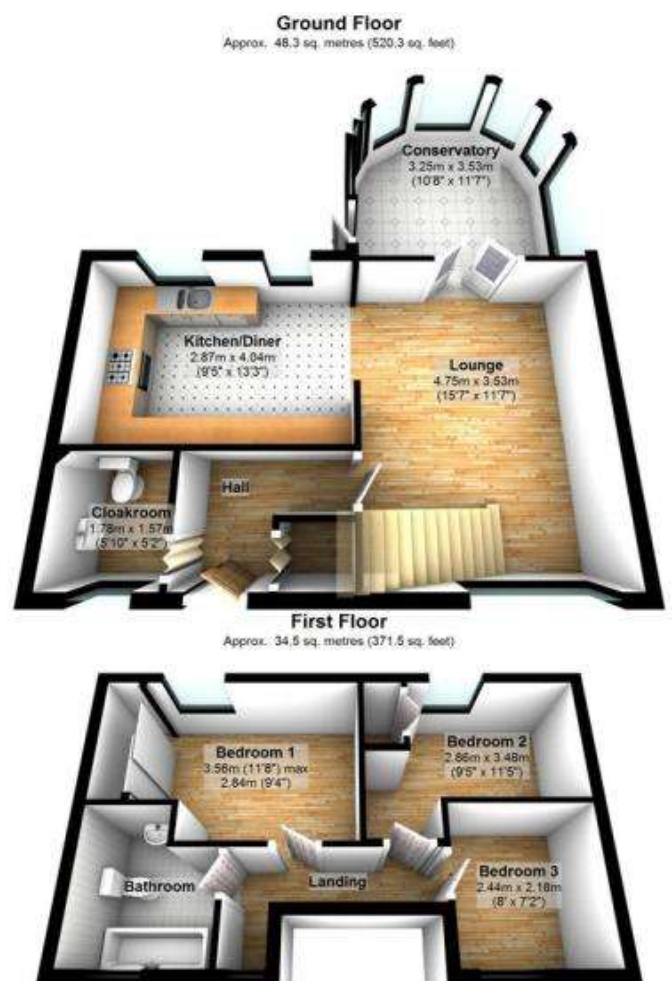 Ground Floor
Approx. 48.3 sq. metres (520.3 sq. feet)
Conservatory
3.25m x 3.53m
(10'8" x 11'7")
Kitchen/Diner
2.87m x 4.04m
(9'5" x 13'3")
Lounge
4.75m x 3.53m
(15'7" x 11'7")
Hall
Cloakroom
1.78m x 1.57m
(5'10" x 5'2")
First Floor
Approx. 34.5 sq. metres (371.5 sq. feet)
Bedroom 1
3.56m (11'8") max
2.84m (9'4")
Bedroom 2
2.86m x 3.48m
(9'5" x 11'5")
Bedroom 3
2.44m x 2.18m
(8' x 7'2")
Bathroom
Landing